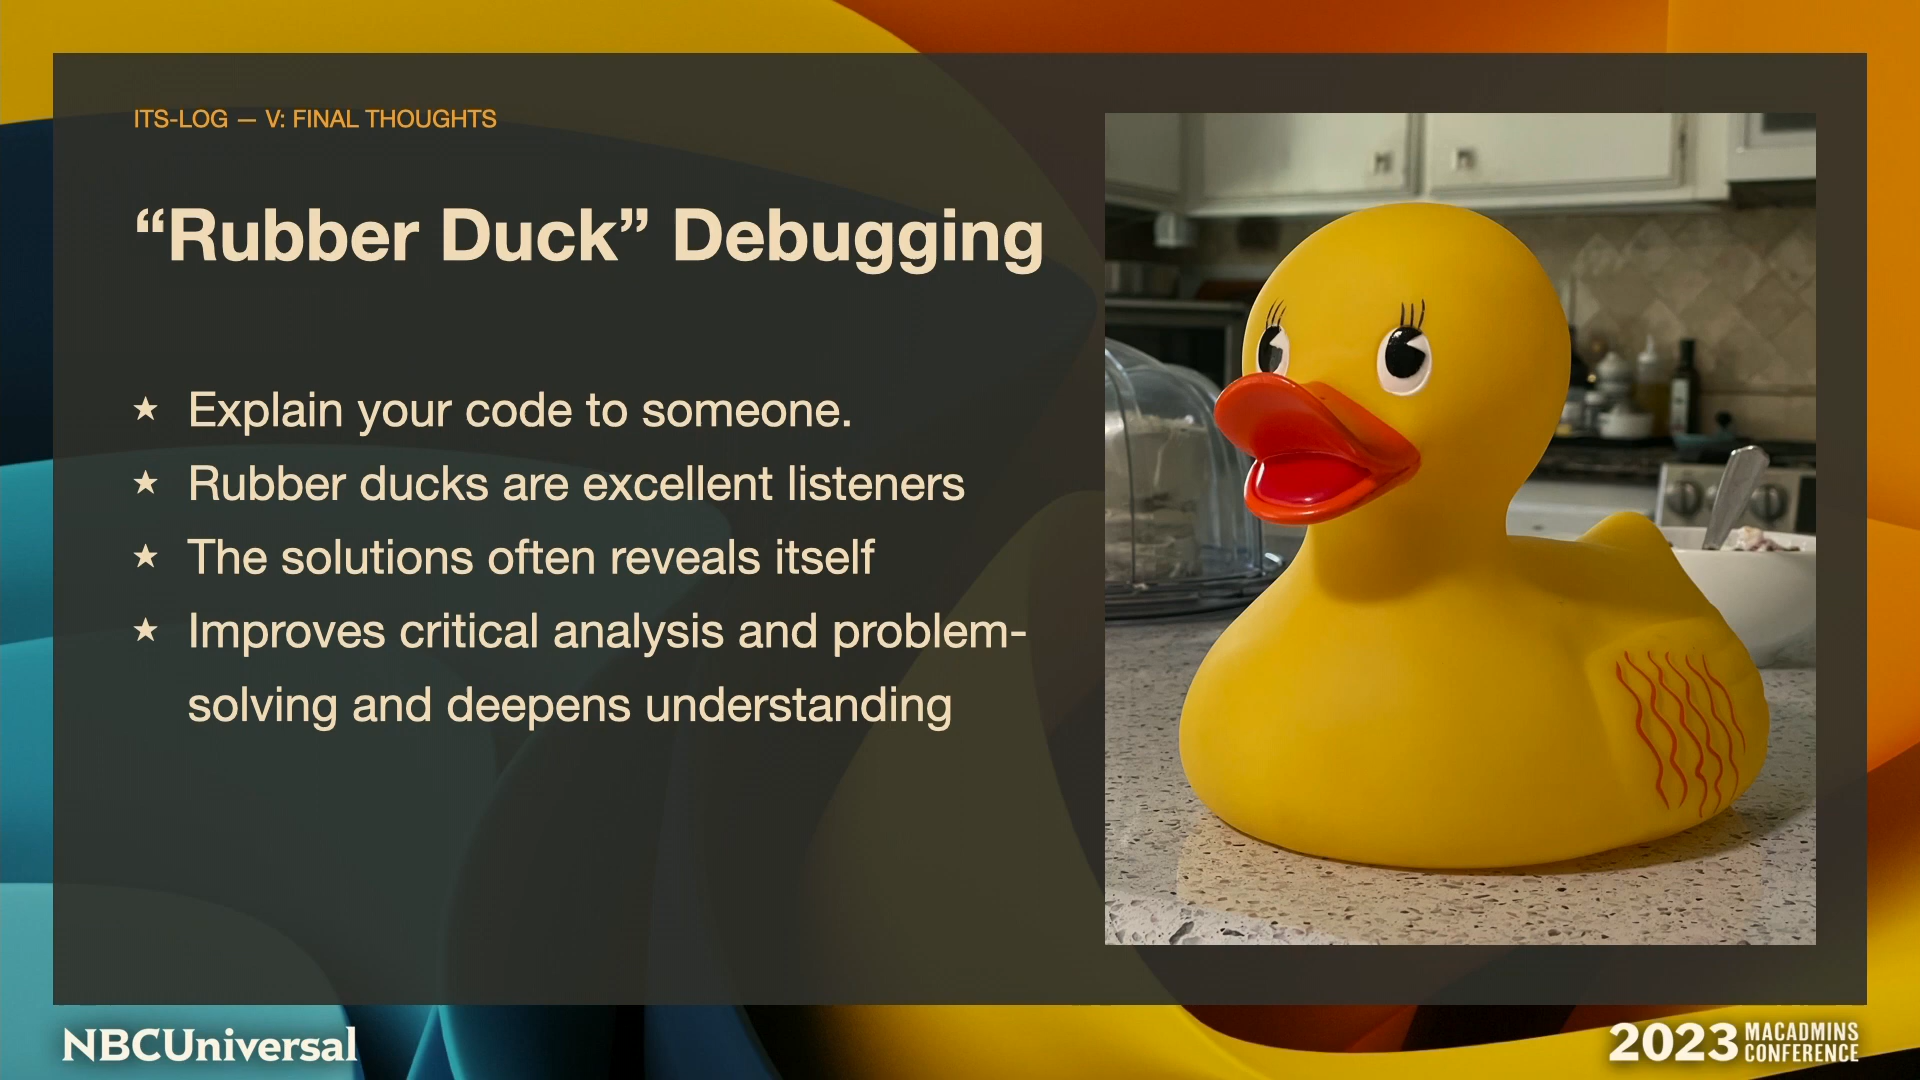 ITS-LOG — V: FINAL THOUGHTS
“Rubber Duck” Debugging
★ Explain your code to someone.
★ Rubber ducks are excellent listeners
★ The solutions often reveals itself
★ Improves critical analysis and problem-
solving and deepens understanding
NBCUniversal
2023 MACADMINS
CONFERENCE